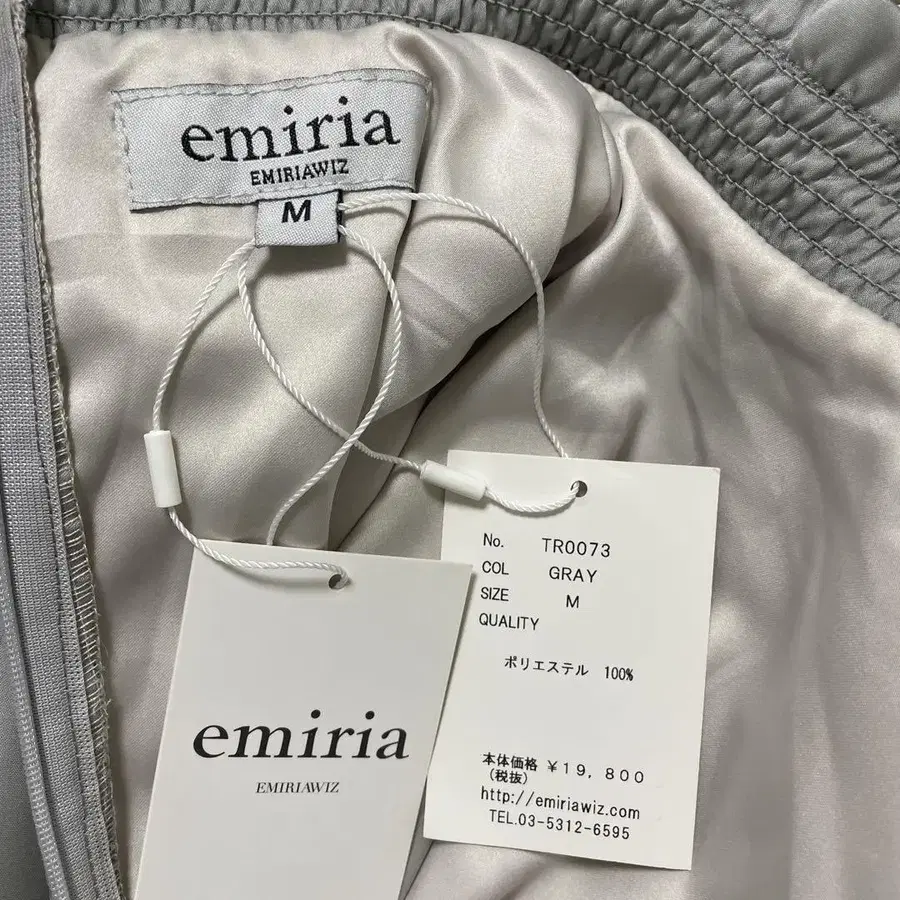 emiria
EMIRIAWIZ
M
No. TR0073
COL GRAY
SIZE M
QUALITY
ポリエステル 100%
本体価格 ¥19,800
(税抜)
http://emiriawiz.com
TEL.03-5312-6595
emiria
EMIRIAWIZ